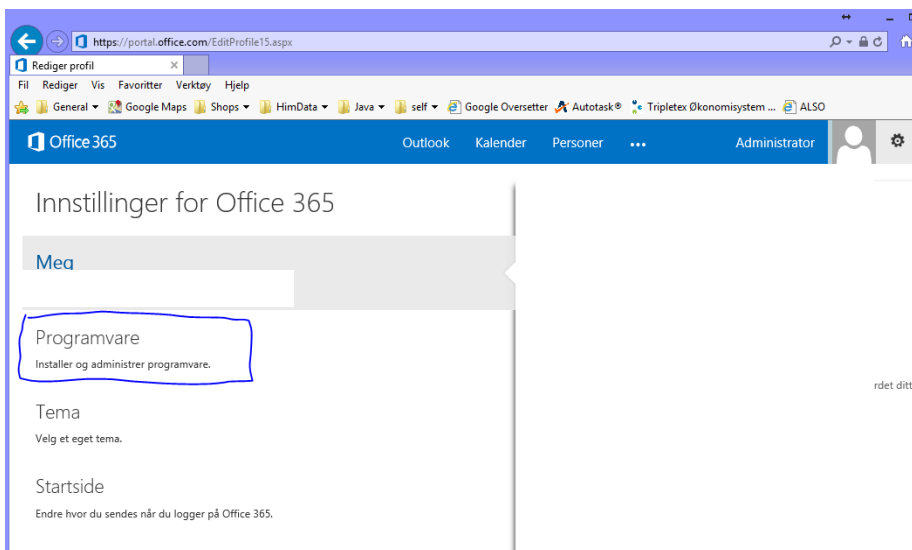 https://portal.office.com/EditProfile15.aspx
Rediger profil
Fil Rediger Vis Favoritter Verktøy Hjelp
General Google Maps Shops HimData Java self Google Oversetter Autotask® Tripletex Økonomisystem ... ALSO
Office 365 Outlook Kalender Personer ••• Administrator
Innstillinger for Office 365
Meg
Programvare
Installer og administrer programvare.
rdet ditt
Tema
Velg et eget tema.
Startside
Endre hvor du sendes når du logger på Office 365.